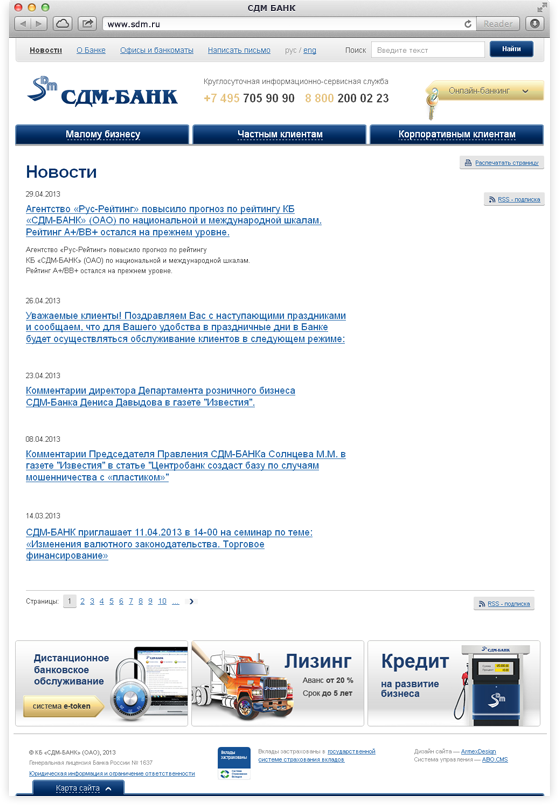 СДМ БАНК
www.sdm.ru
Reader
Новости О Банке Офисы и банкоматы Написать письмо рус / eng Поиск Введите текст Найти
Круглосуточная информационно-сервисная служба
СДМ-БАНК
+7 495 705 90 90 8 800 200 02 23
Онлайн-банкинг
Малому бизнесу Частным клиентам Корпоративным клиентам
Распечатать страницу
Новости
29.04.2013
RSS - подписка
Агентство «Рус-Рейтинг» повысило прогноз по рейтингу КБ
«СДМ-БАНК» (ОАО) по национальной и международной шкалам.
Рейтинг А+/ВВ+ остался на прежнем уровне.
Агентство «Рус-Рейтинг» повысило прогноз по рейтингу
КБ «СДМ-БАНК» (ОАО) по национальной и международной шкалам.
Рейтинг А+/ВВ+ остался на прежнем уровне.
26.04.2013
Уважаемые клиенты! Поздравляем Вас с наступающими праздниками
и сообщаем, что для Вашего удобства в праздничные дни в Банке
будет осуществляться обслуживание клиентов в следующем режиме:
23.04.2013
Комментарии директора Департамента розничного бизнеса
СДМ-Банка Дениса Давыдова в газете "Известия".
08.04.2013
Комментарии Председателя Правления СДМ-БАНКа Солнцева М.М. в
газете "Известия" в статье "Центробанк создаст базу по случаям
мошенничества с «пластиком»"
14.03.2013
СДМ-БАНК приглашает 11.04.2013 в 14-00 на семинар по теме:
«Изменения валютного законодательства. Торговое
финансирование»
Страницы: 1 2 3 4 5 6 7 8 9 10 ...
RSS - подписка
Дистанционное
банковское
обслуживание
система e-token
Лизинг
Аванс от 20 %
Срок до 5 лет
СДМ-БАНК
Кредит
на развитие
бизнеса
© КБ «СДМ-БАНК» (ОАО), 2013
Генеральная лицензия Банка России № 1637
Юридическая информация и ограничение ответственности
Вклады
застрахованы
Вклады застрахованы в государственной
системе страхования вкладов
Дизайн сайта — ArmexDesign
Система управления — ABO.CMS
Карта сайта